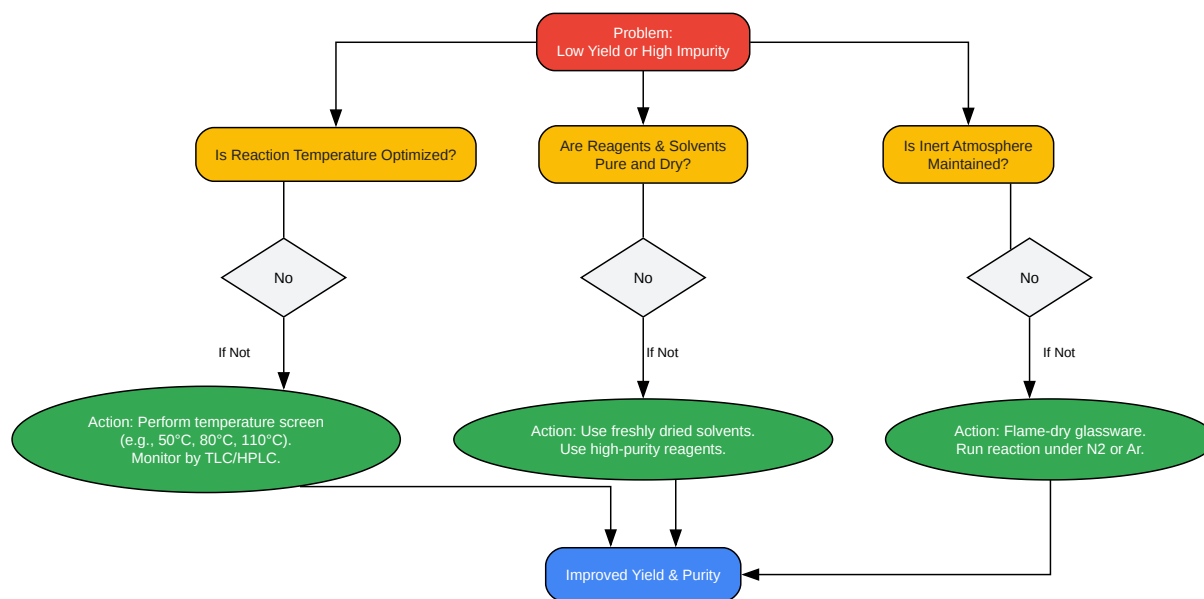 Problem:
Low Yield or High Impurity
Is Reaction Temperature Optimized?
Are Reagents & Solvents
Pure and Dry?
Is Inert Atmosphere
Maintained?
No
No
No
If Not
If Not
If Not
Action: Perform temperature screen
(e.g., 50°C, 80°C, 110°C).
Monitor by TLC/HPLC.
Action: Use freshly dried solvents.
Use high-purity reagents.
Action: Flame-dry glassware.
Run reaction under N2 or Ar.
Improved Yield & Purity